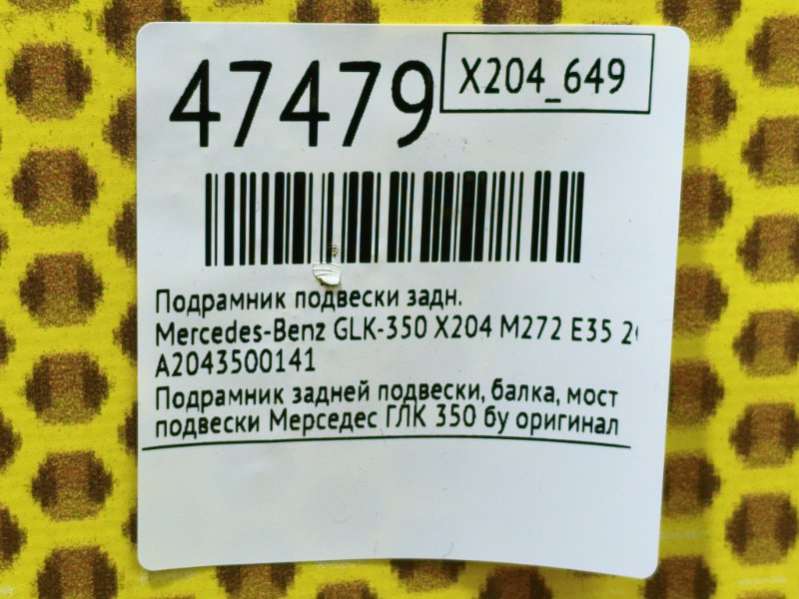 47479
X204_649
Подрамник подвески задн.
Mercedes-Benz GLK-350 X204 M272 E35
A2043500141
Подрамник задней подвески, балка, мост
подвески Мерседес ГЛК 350 бу оригинал